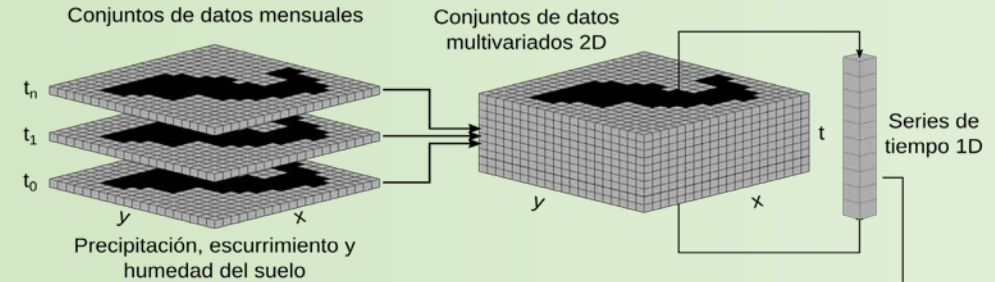 Conjuntos de datos mensuales
tn
t1
t0
y
x
Precipitación, escurrimiento y
humedad del suelo
Conjuntos de datos
multivariados 2D
t
y
x
Series de
tiempo 1D